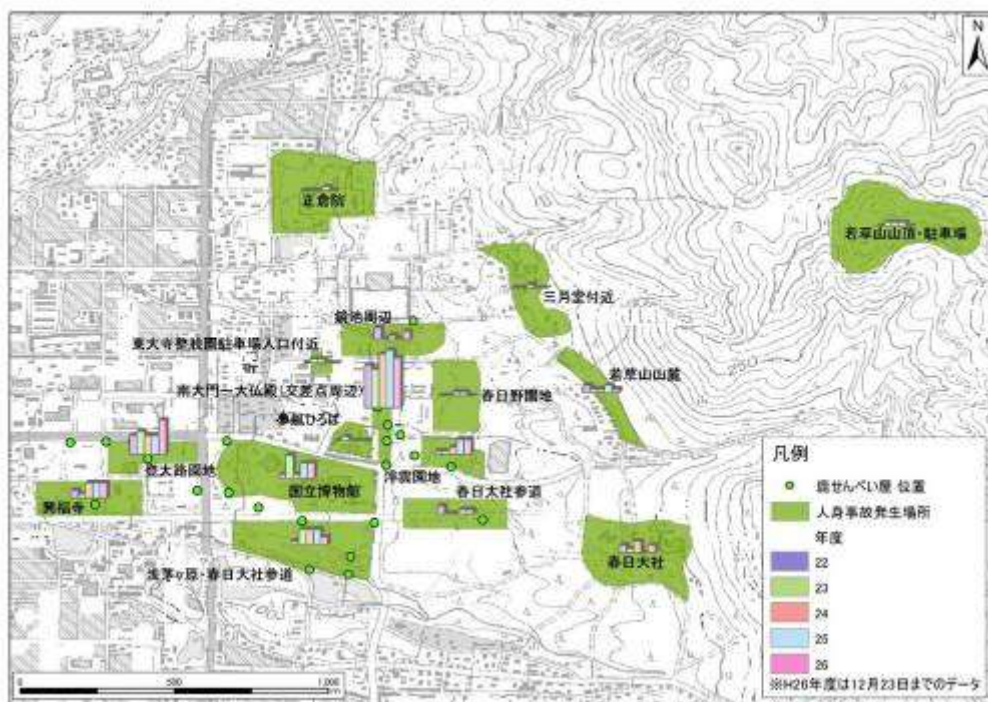 N
正倉院
若草山山頂・駐車場
三月堂付近
鏡池周辺
東大寺整肢園駐車場入口付近
若草山山麓
南大門ー大仏殿(交差点周辺)
春日野園地
夢風ひろば
登大路園地
浮雲園地
国立博物館
春日大社参道
興福寺
春日大社
浅茅ヶ原・春日大社参道
250
凡例
鹿せんべい屋 位置
人身事故発生場所
年度
22
23
24
25
26
※H26年度は12月23日までのデータ
0
500
1,000
m